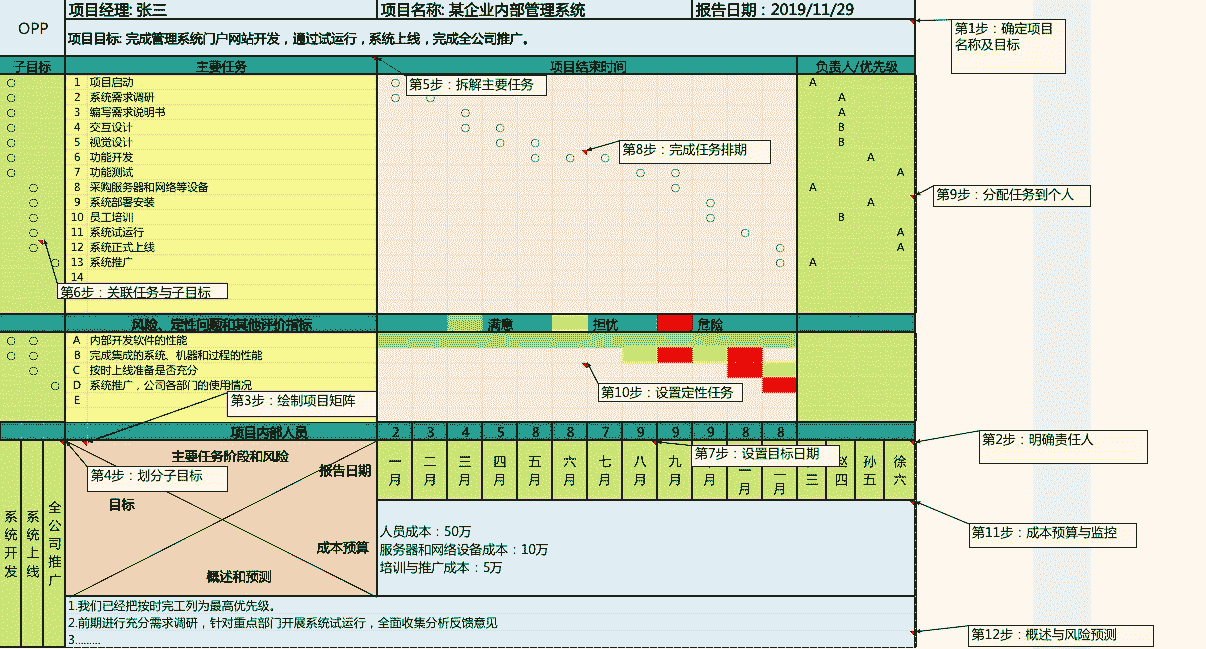 OPP
项目经理: 张三
项目名称: 某企业内部管理系统
报告日期：2019/11/29
项目目标: 完成管理系统门户网站开发，通过试运行，系统上线，完成全公司推广。
第1步：确定项目
名称及目标
子目标
主要任务
项目结束时间
负责人/优先级
第5步：拆解主要任务
1 项目启动 A
2 系统需求调研 A
3 编写需求说明书 A
4 交互设计 B
5 视觉设计 B
6 功能开发 A
7 功能测试 A
8 采购服务器和网络等设备 A
9 系统部署安装 A
10 员工培训 B
11 系统试运行 A
12 系统正式上线 A
13 系统推广 A
14
第8步：完成任务排期
第9步：分配任务到个人
第6步：关联任务与子目标
风险、定性问题和其他评价指标
满意
担忧
危险
A 内部开发软件的性能
B 完成集成的系统、机器和过程的性能
C 按时上线准备是否充分
D 系统推广，公司各部门的使用情况
E
第10步：设置定性任务
第3步：绘制项目矩阵
项目内部人员
2 3 4 5 8 8 7 9 9 9 8 8
第2步：明确责任人
第7步：设置目标日期
主要任务阶段和风险
报告日期
第4步：划分子目标
目标
成本预算
概述和预测
一月
二月
三月
四月
五月
六月
七月
八月
九月
月
月
三
四
孙五
徐六
系统开发
系统上线
全公司推广
人员成本：50万
服务器和网络设备成本：10万
培训与推广成本：5万
第11步：成本预算与监控
1.我们已经把按时完工列为最高优先级。
2.前期进行充分需求调研，针对重点部门开展系统试运行，全面收集分析反馈意见
3.........
第12步：概述与风险预测